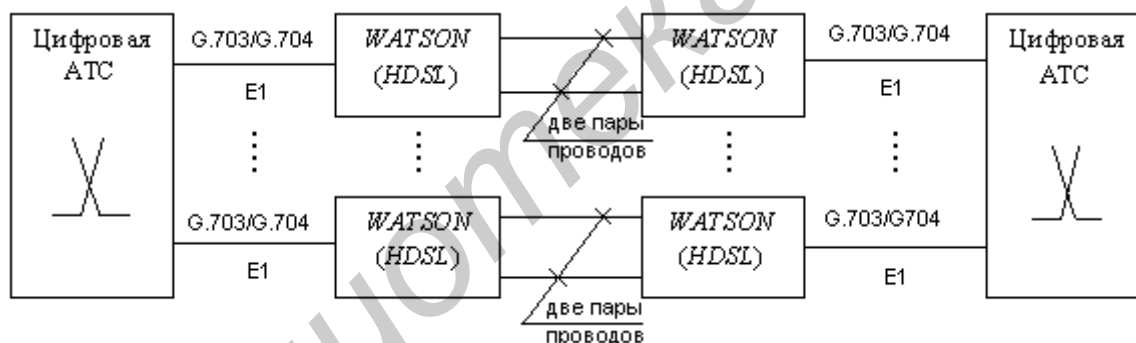 Цифровая
АТС
G.703/G.704
E1
WATSON
(HDSL)
две пары
проводов
WATSON
(HDSL)
G.703/G.704
E1
Цифровая
АТС
G.703/G.704
E1
WATSON
(HDSL)
две пары
проводов
WATSON
(HDSL)
G.703/G704
E1